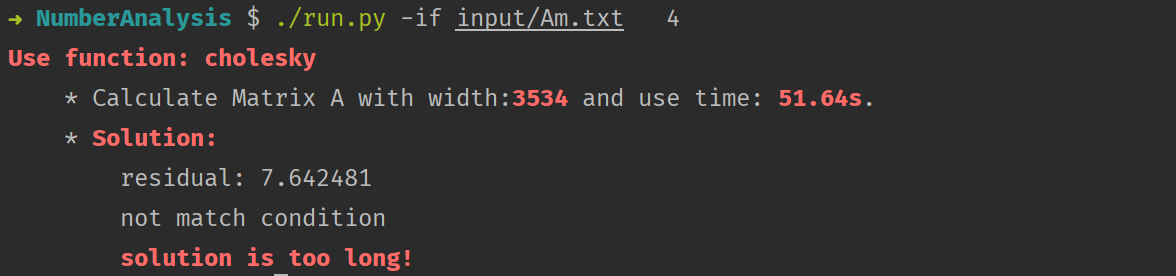 ➜ NumberAnalysis $ ./run.py -if input/Am.txt 4
Use function: cholesky
* Calculate Matrix A with width:3534 and use time: 51.64s.
* Solution:
residual: 7.642481
not match condition
solution is too long!